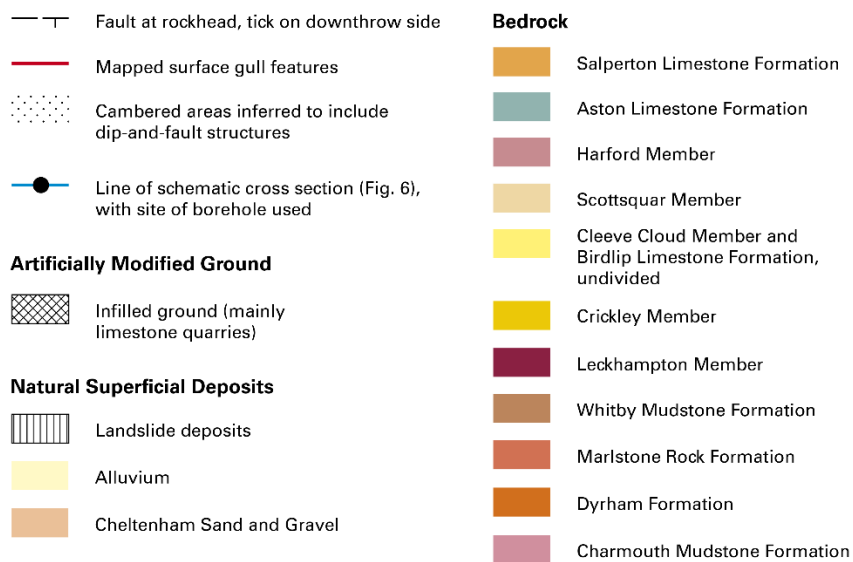 Fault at rockhead, tick on downthrow side
Mapped surface gull features
Cambered areas inferred to include
dip-and-fault structures
Line of schematic cross section (Fig. 6),
with site of borehole used
Artificially Modified Ground
Infilled ground (mainly
limestone quarries)
Natural Superficial Deposits
Landslide deposits
Alluvium
Cheltenham Sand and Gravel
Bedrock
Salperton Limestone Formation
Aston Limestone Formation
Harford Member
Scottsquar Member
Cleeve Cloud Member and
Birdlip Limestone Formation,
undivided
Crickley Member
Leckhampton Member
Whitby Mudstone Formation
Marlstone Rock Formation
Dyrham Formation
Charmouth Mudstone Formation